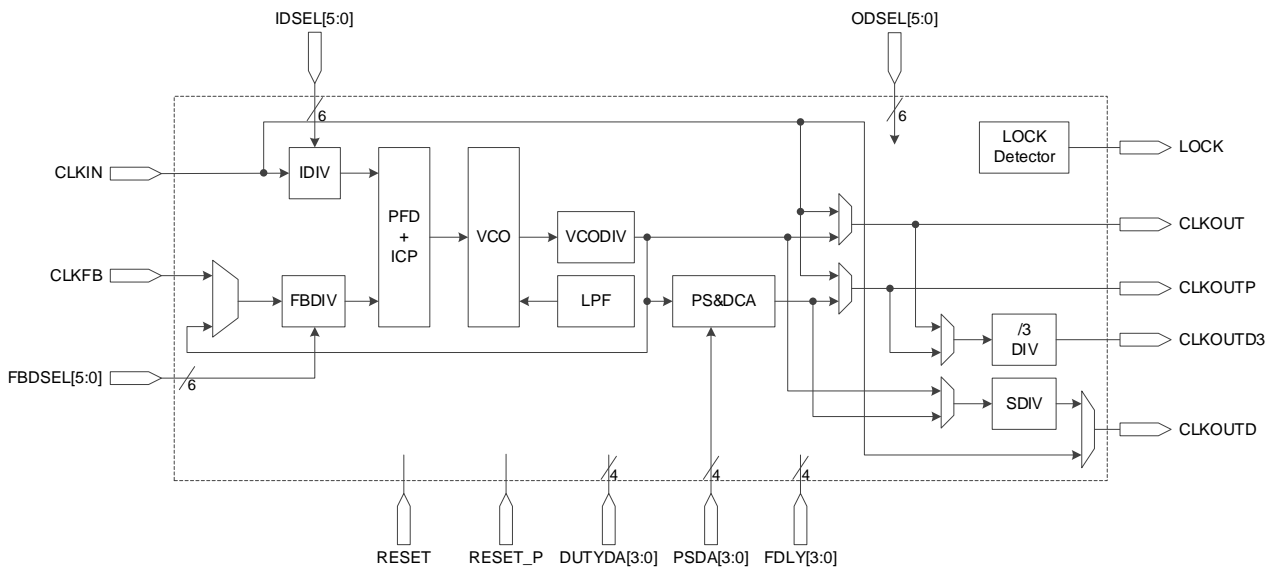 IDSEL[5:0]
ODSEL[5:0]
6
6
LOCK
Detector
LOCK
CLKIN
IDIV
PFD
+
ICP
VCO
VCODIV
CLKOUT
CLKFB
FBDIV
LPF
PS&DCA
CLKOUTP
/3
DIV
CLKOUTD3
FBDSEL[5:0]
6
SDIV
CLKOUTD
4
4
4
RESET
RESET_P
DUTYDA[3:0]
PSDA[3:0]
FDLY[3:0]